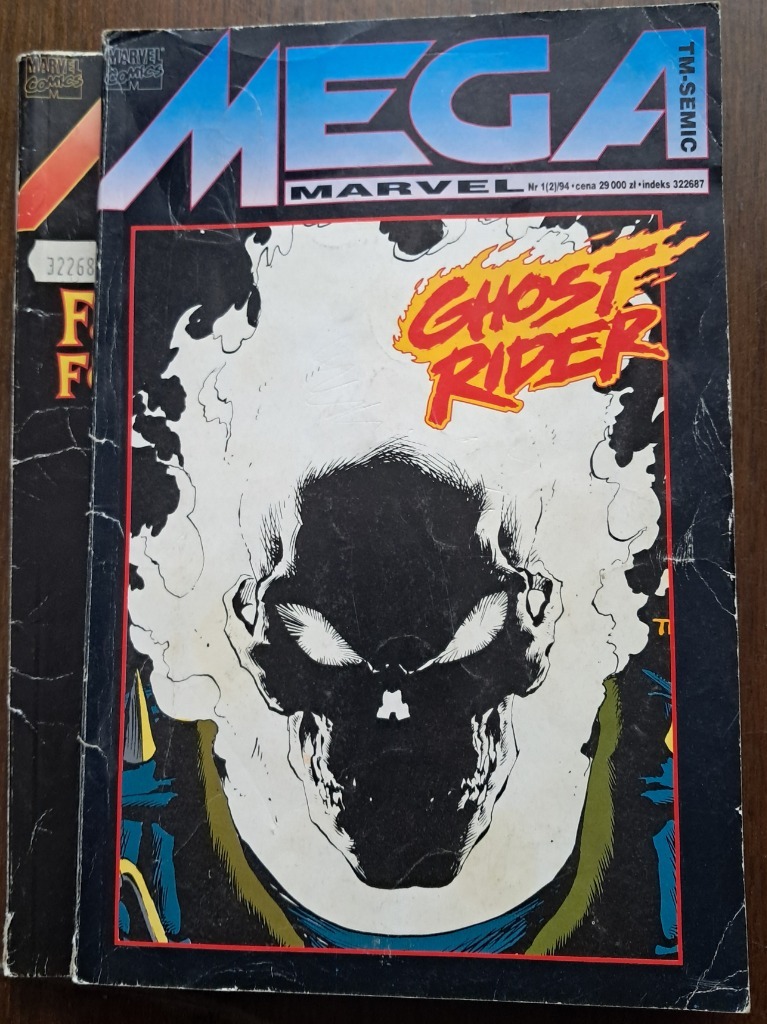 MARVEL
COMICS
MARVEL
COMICS
MEGA
TM-SEMIC
MARVEL Nr 1(2)/94 • cena 29 000 zł • indeks 322687
32268
GHOST
RIDER